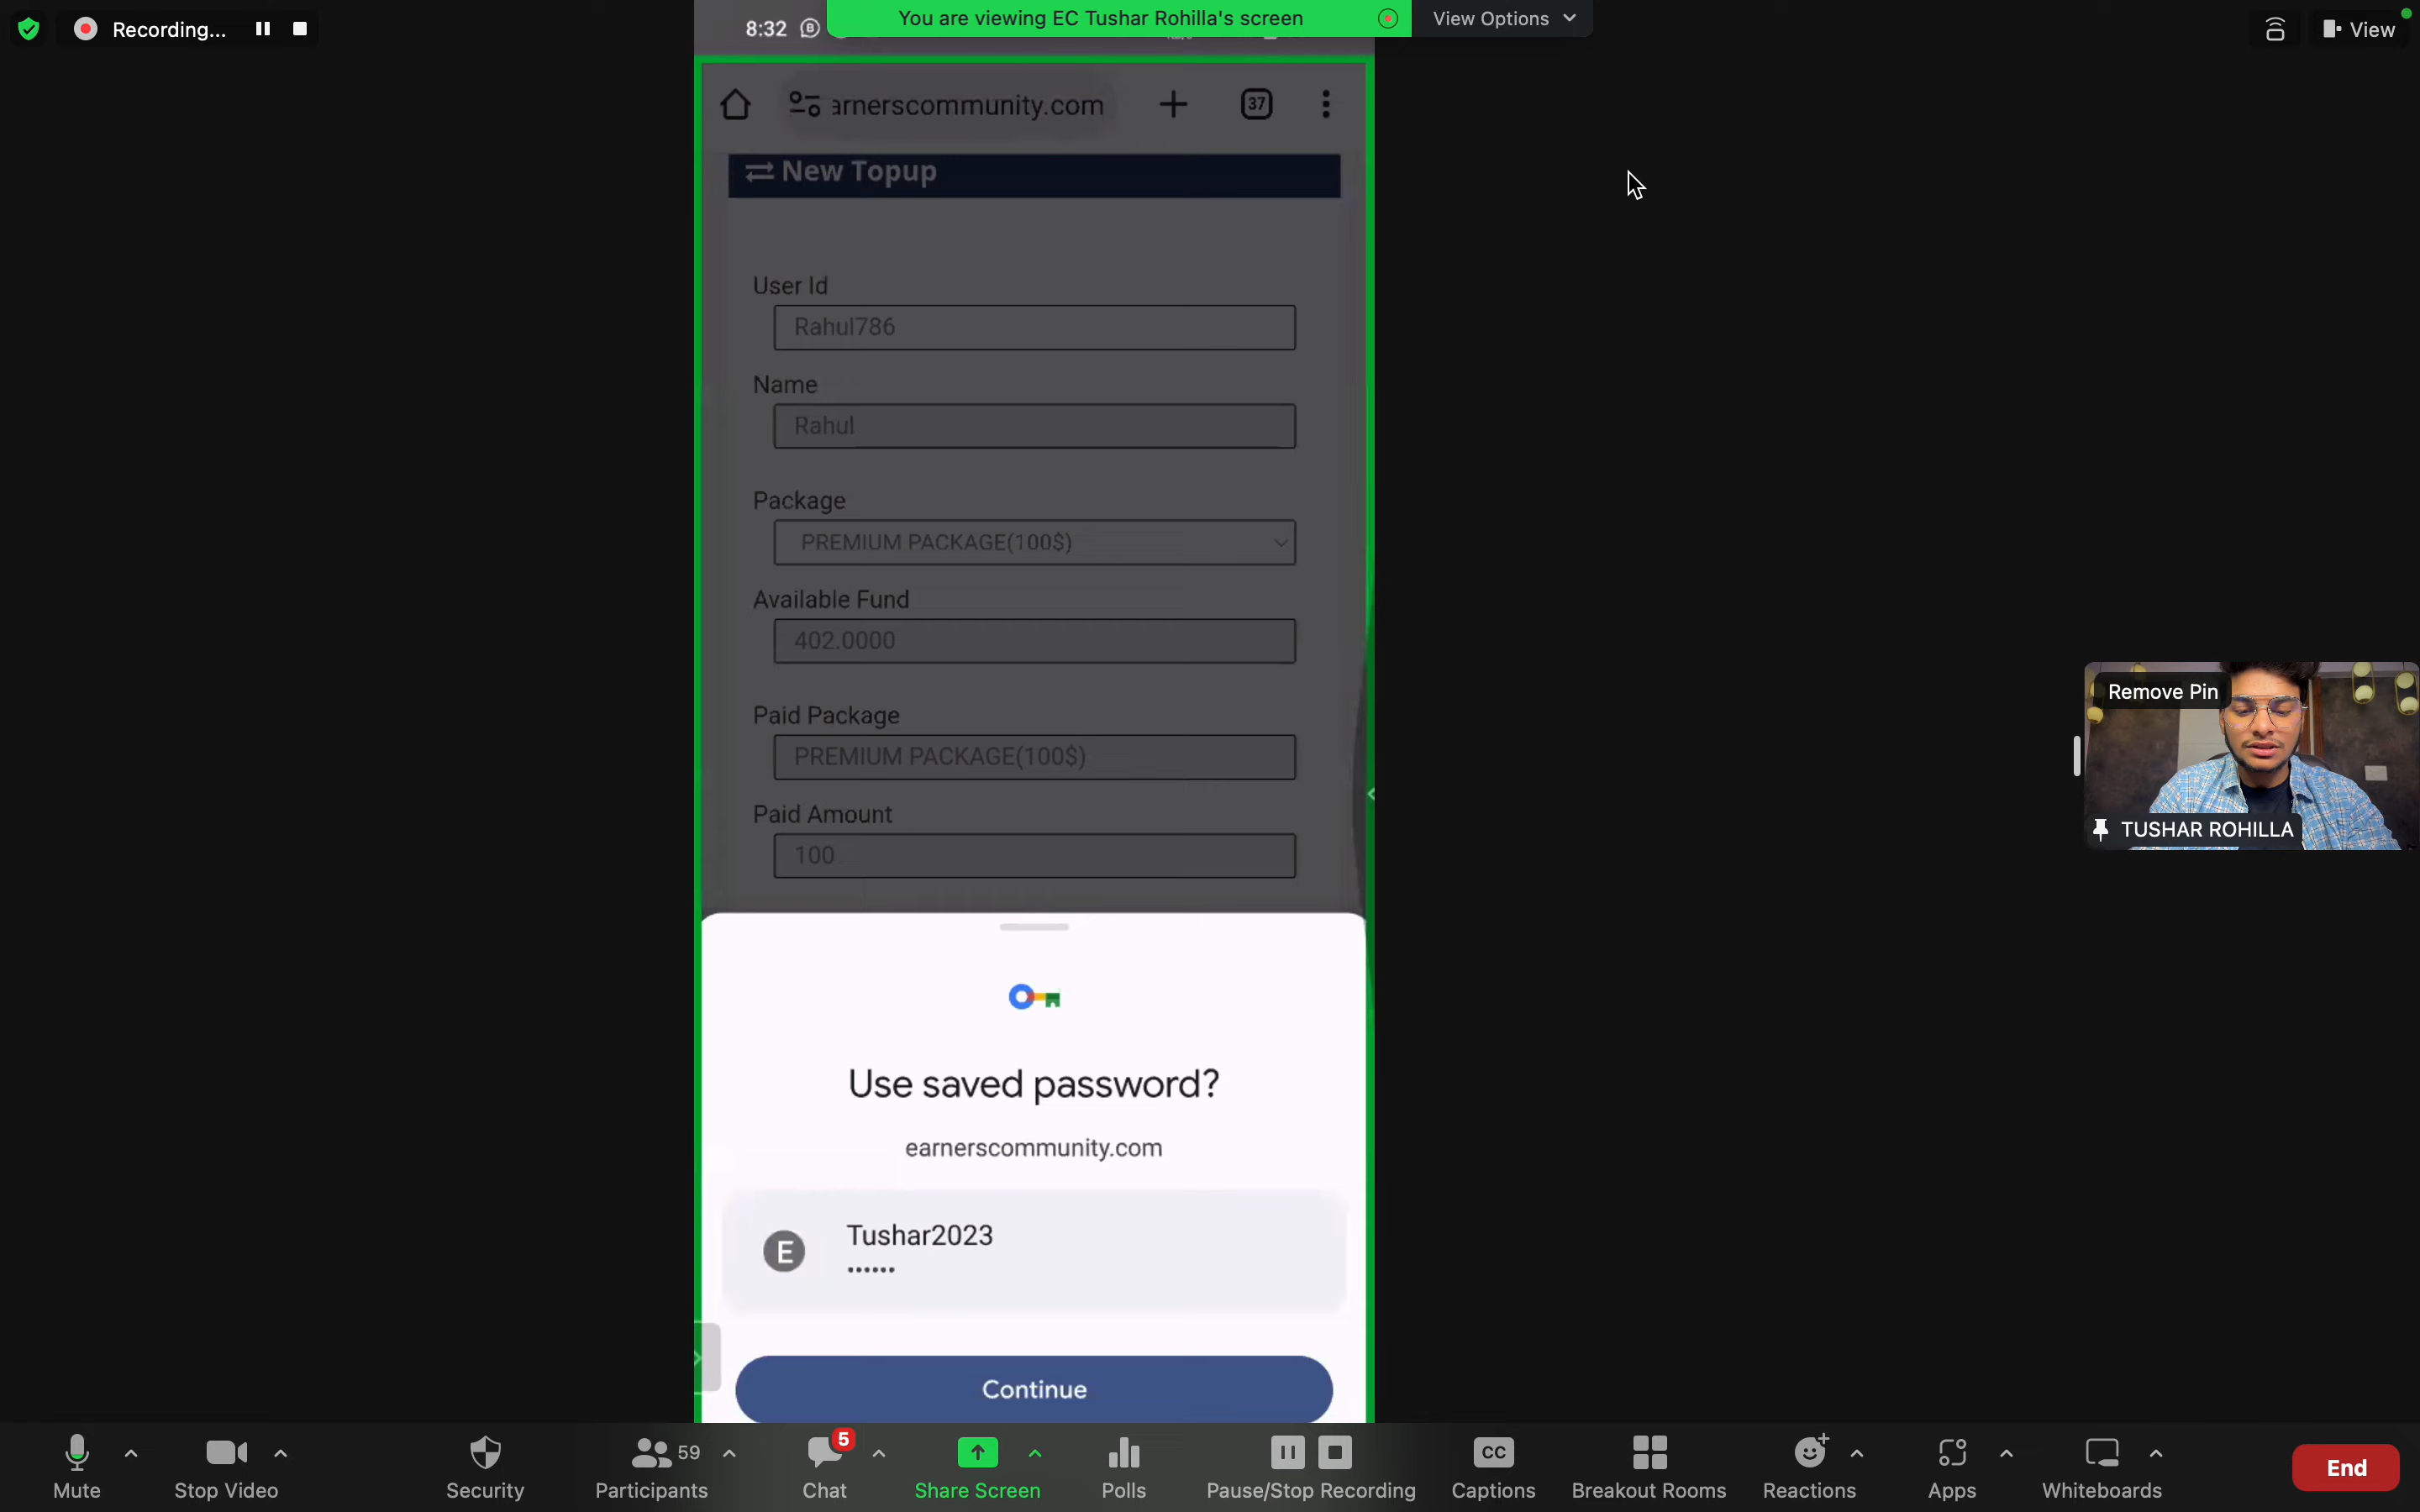 Recording...
You are viewing EC Tushar Rohilla's screen
View Options
View
8:32
arnerscommunity.com
37
New Topup
User Id
Rahul786
Name
Rahul
Package
PREMIUM PACKAGE(100$)
Available Fund
402.0000
Paid Package
PREMIUM PACKAGE(100$)
Paid Amount
100
Use saved password?
earnerscommunity.com
E
Tushar2023
••••••
Continue
Remove Pin
TUSHAR ROHILLA
Mute
Stop Video
Security
59
Participants
5
Chat
Share Screen
Polls
Pause/Stop Recording
CC
Captions
Breakout Rooms
Reactions
Apps
Whiteboards
End